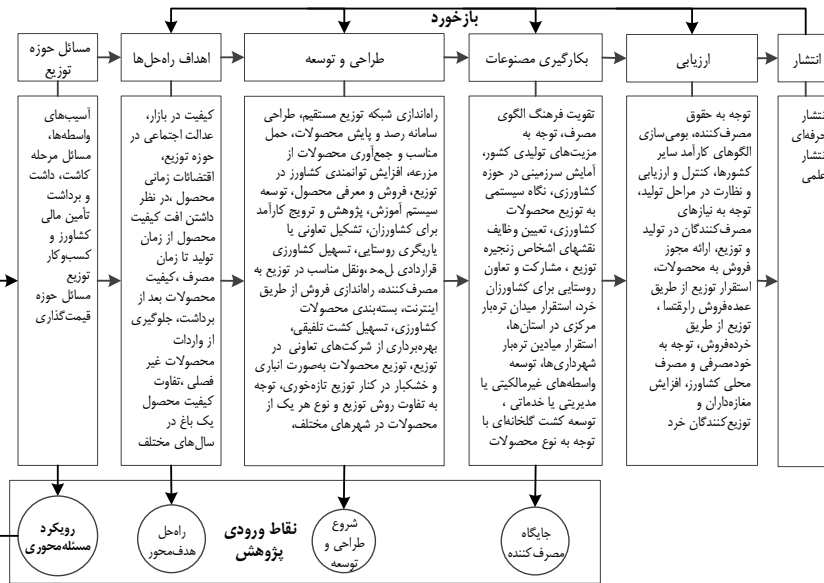 بازخورد
مسائل حوزه
توزیع
اهداف راه‌حل‌ها
طراحی و توسعه
بکارگیری مصنوعات
ارزیابی
انتشار
آسیب‌های
واسطه‌ها،
مسائل مرحله
کاشت، داشت
و برداشت
تأمین مالی
کشاورز و
کسب‌وکار
توزیع
مسائل حوزه
قیمت‌گذاری
کیفیت در بازار،
عدالت اجتماعی در
حوزه توزیع،
اقتضائات زمانی
محصول ،در نظر
داشتن افت کیفیت
محصول از زمان
تولید تا زمان
مصرف ،کیفیت
محصولات بعد از
برداشت، جلوگیری
از واردات
محصولات غیر
فصلی ،تفاوت
کیفیت محصول
یک باغ در
سال‌های مختلف
راه‌اندازی شبکه توزیع مستقیم، طراحی
سامانه رصد و پایش محصولات، حمل
مناسب و جمع‌آوری محصولات از
مزرعه، افزایش توانمندی کشاورز در
توزیع، فروش و معرفی محصول، توسعه
سیستم آموزش، پژوهش و ترویج کارآمد
برای کشاورزان، تشکیل تعاونی یا
یاریگری روستایی، تسهیل کشاورزی
قراردادی ونقل مناسب در توزیع به
مصرف‌کننده، راه‌اندازی فروش از طریق
اینترنت، بسته‌بندی محصولات
کشاورزی، تسهیل کشت تلفیقی،
بهره‌برداری از شرکت‌های تعاونی در
توزیع، توزیع محصولات به‌صورت انباری
و خشکبار در کنار توزیع تازه‌خوری، توجه
به تفاوت روش توزیع و نوع هر یک از
محصولات در شهرهای مختلف،
تقویت فرهنگ الگوی
مصرف، توجه به
مزیت‌های تولیدی کشور،
آمایش سرزمینی در حوزه
کشاورزی، نگاه سیستمی
به توزیع محصولات
کشاورزی، تعیین وظایف
نقشهای اشخاص زنجیره
توزیع ، مشارکت و تعاون
روستایی برای کشاورزان
خرد، استقرار میدان تره‌بار
مرکزی در استان‌ها،
استقرار میادین تره‌بار
شهرداری‌ها، توسعه
واسطه‌های غیرمالکیتی یا
مدیریتی یا خدماتی ،
توسعه کشت گلخانه‌ای با
توجه به نوع محصولات
توجه به حقوق
مصرف‌کننده، بومی‌سازی
الگوهای کارآمد سایر
کشورها، کنترل و ارزیابی
و نظارت در مراحل تولید،
توجه به نیازهای
مصرف‌کنندگان در تولید
و توزیع، ارائه مجوز
فروش به محصولات،
استقرار توزیع از طریق
عمده‌فروش
توزیع از طریق
خرده‌فروش، توجه به
خودمصرفی و مصرف
محلی کشاورز، افزایش
مغازه‌داران و
توزیع‌کنندگان خرد
انتشار
حرفه‌ای
انتشار
علمی
رویکرد
مسئله‌محوری
راه‌حل
هدف‌محور
نقاط ورودی
پژوهش
شروع
طراحی و
توسعه
جایگاه
مصرف‌کننده